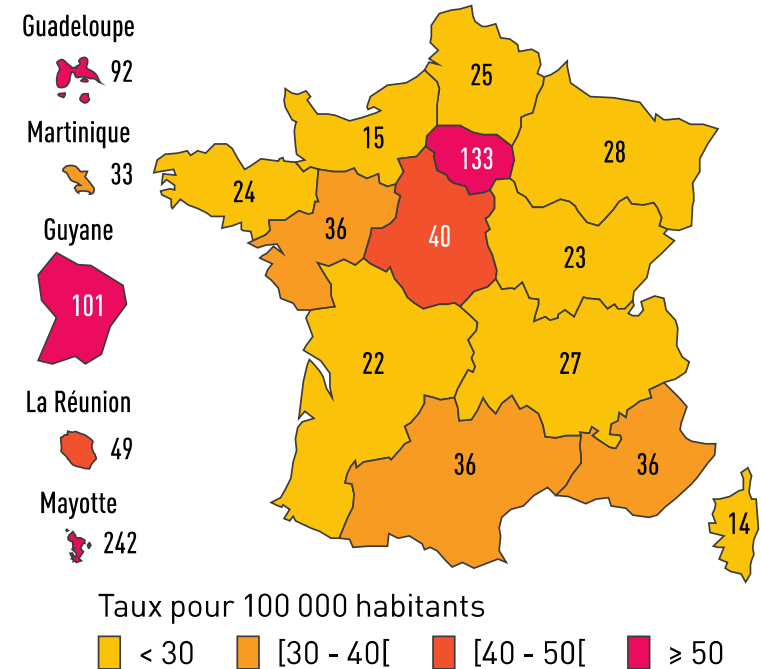 Guadeloupe
92
Martinique
33
Guyane
101
La Réunion
49
Mayotte
242
25
15
133
28
24
36
40
23
22
27
36
36
14
Taux pour 100 000 habitants
< 30
[30 - 40[
[40 - 50[
≥ 50